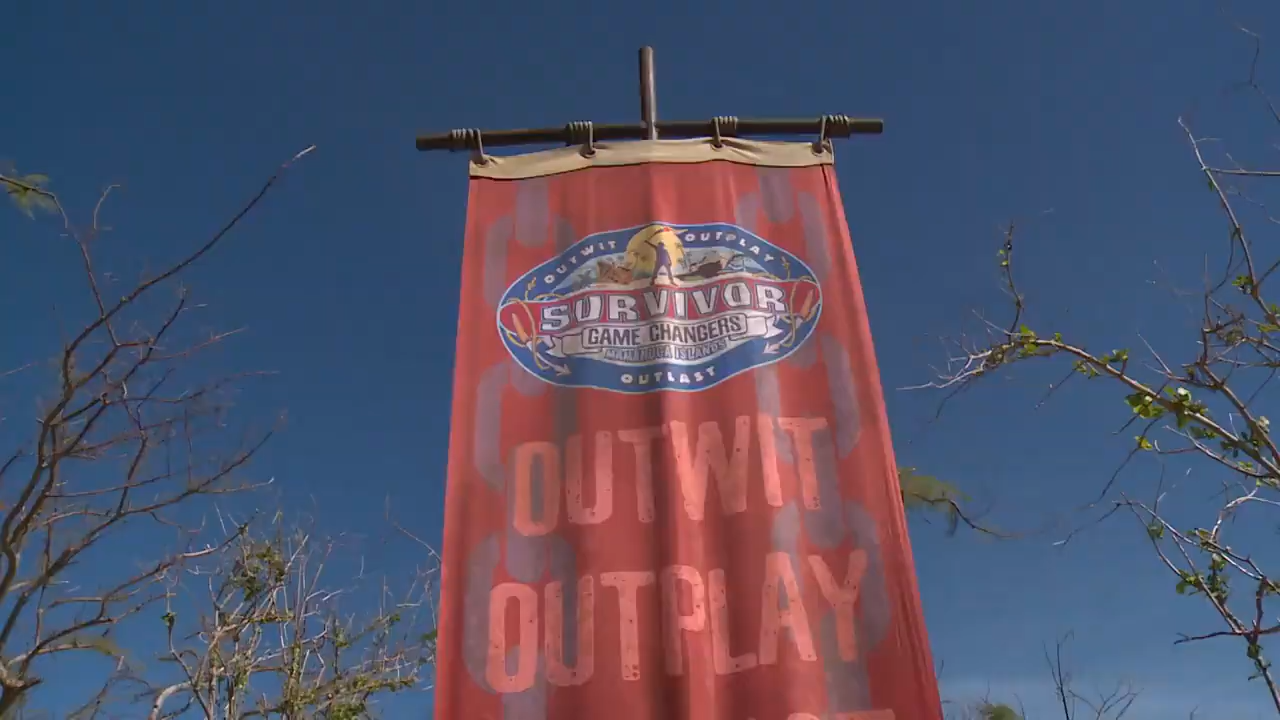 OUTWIT OUTPLAY
SURVIVOR
GAME CHANGERS
MAMANUCA ISLANDS
OUTLAST
OUTWIT
OUTPLAY